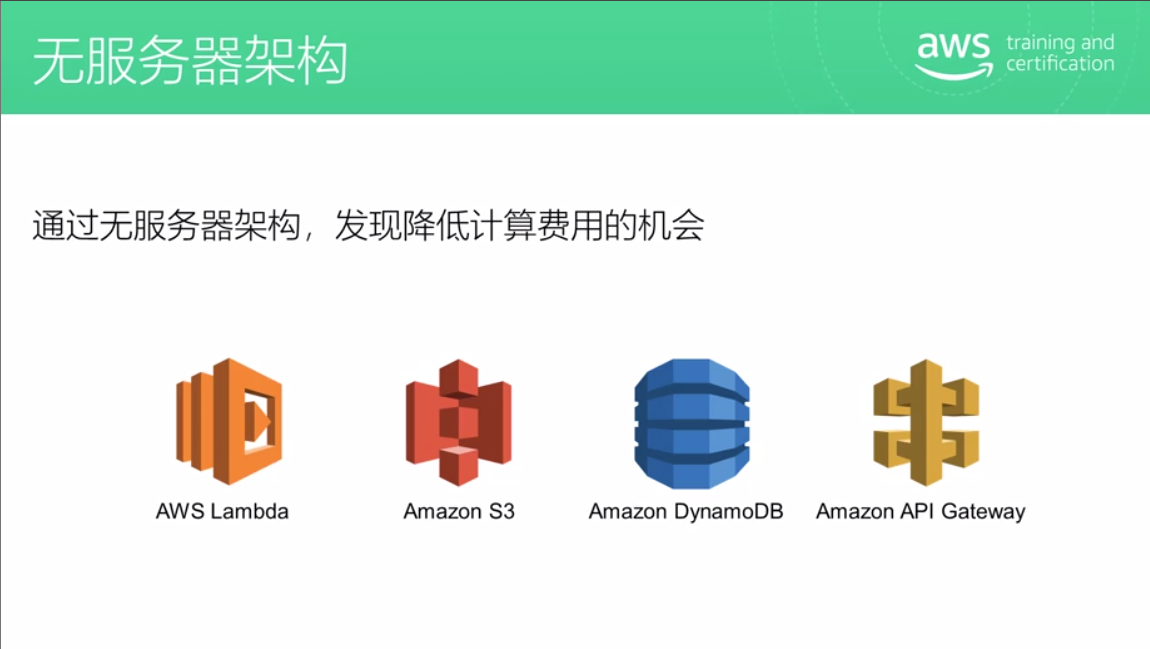 无服务器架构
aws training and
certification
通过无服务器架构，发现降低计算费用的机会
AWS Lambda
Amazon S3
Amazon DynamoDB
Amazon API Gateway